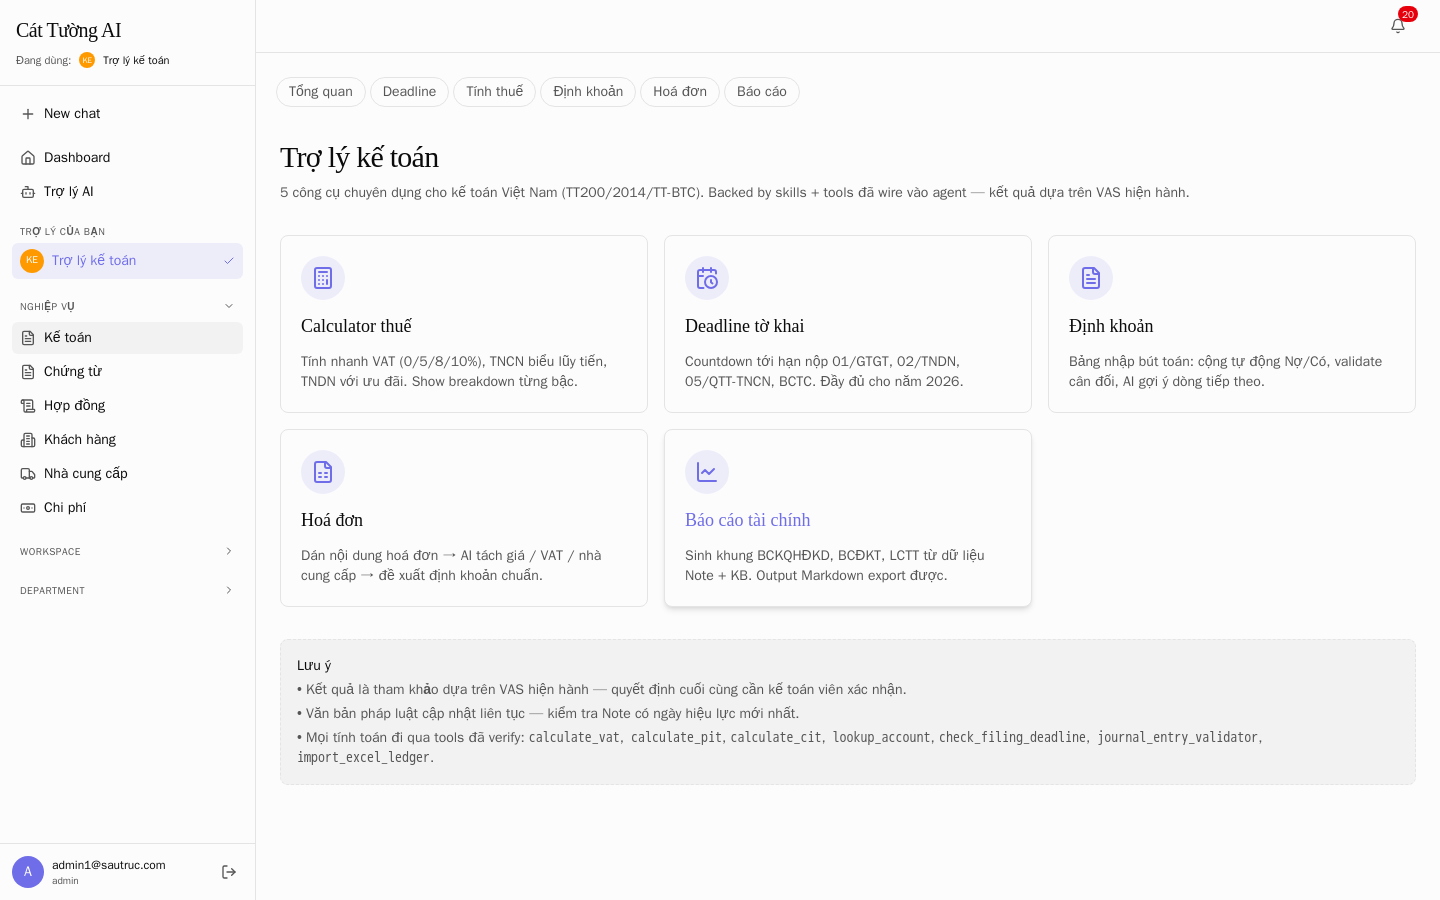 Cát Tường AI
Đang dùng: KE Trợ lý kế toán
New chat
Dashboard
Trợ lý AI
TRỢ LÝ CỦA BẠN
KE Trợ lý kế toán
NGHIỆP VỤ
Kế toán
Chứng từ
Hợp đồng
Khách hàng
Nhà cung cấp
Chi phí
WORKSPACE
DEPARTMENT
A admin1@sautruc.com
admin
20
Tổng quan Deadline Tính thuế Định khoản Hoá đơn Báo cáo
Trợ lý kế toán
5 công cụ chuyên dụng cho kế toán Việt Nam (TT200/2014/TT-BTC). Backed by skills + tools đã wire vào agent — kết quả dựa trên VAS hiện hành.
Calculator thuế
Tính nhanh VAT (0/5/8/10%), TNCN biểu lũy tiến,
TNDN với ưu đãi. Show breakdown từng bậc.
Deadline tờ khai
Countdown tới hạn nộp 01/GTGT, 02/TNDN,
05/QTT-TNCN, BCTC. Đầy đủ cho năm 2026.
Định khoản
Bảng nhập bút toán: cộng tự động Nợ/Có, validate
cân đối, AI gợi ý dòng tiếp theo.
Hoá đơn
Dán nội dung hoá đơn → AI tách giá / VAT / nhà
cung cấp → đề xuất định khoản chuẩn.
Báo cáo tài chính
Sinh khung BCKQHĐKD, BCĐKT, LCTT từ dữ liệu
Note + KB. Output Markdown export được.
Lưu ý
• Kết quả là tham khảo dựa trên VAS hiện hành — quyết định cuối cùng cần kế toán viên xác nhận.
• Văn bản pháp luật cập nhật liên tục — kiểm tra Note có ngày hiệu lực mới nhất.
• Mọi tính toán đi qua tools đã verify: calculate_vat, calculate_pit, calculate_cit, lookup_account, check_filing_deadline, journal_entry_validator,
import_excel_ledger.